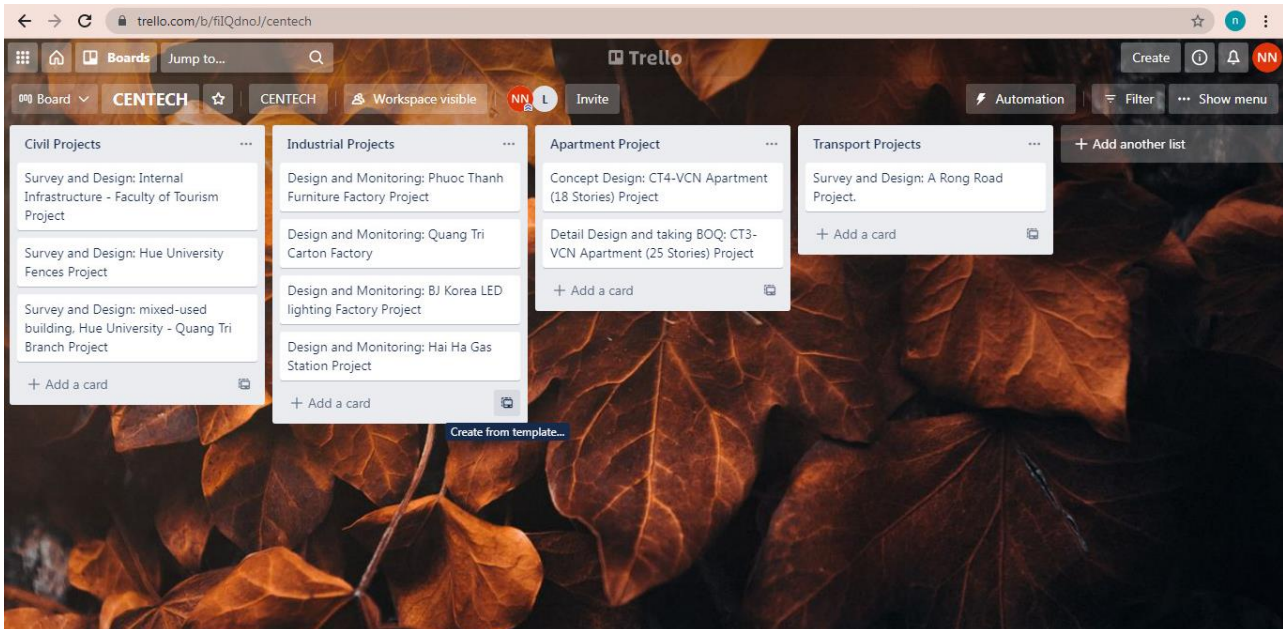 trello.com/b/fiIQdnoJ/centech
n
Boards
Jump to...
Trello
Create
NN
Board
CENTECH
CENTECH
Workspace visible
NN
L
Invite
Automation
Filter
Show menu
Civil Projects
Survey and Design: Internal
Infrastructure - Faculty of Tourism
Project
Survey and Design: Hue University
Fences Project
Survey and Design: mixed-used
building, Hue University - Quang Tri
Branch Project
+ Add a card
Industrial Projects
Design and Monitoring: Phuoc Thanh
Furniture Factory Project
Design and Monitoring: Quang Tri
Carton Factory
Design and Monitoring: BJ Korea LED
lighting Factory Project
Design and Monitoring: Hai Ha Gas
Station Project
+ Add a card
Create from template...
Apartment Project
Concept Design: CT4-VCN Apartment
(18 Stories) Project
Detail Design and taking BOQ: CT3-
VCN Apartment (25 Stories) Project
+ Add a card
Transport Projects
Survey and Design: A Rong Road
Project.
+ Add a card
+ Add another list